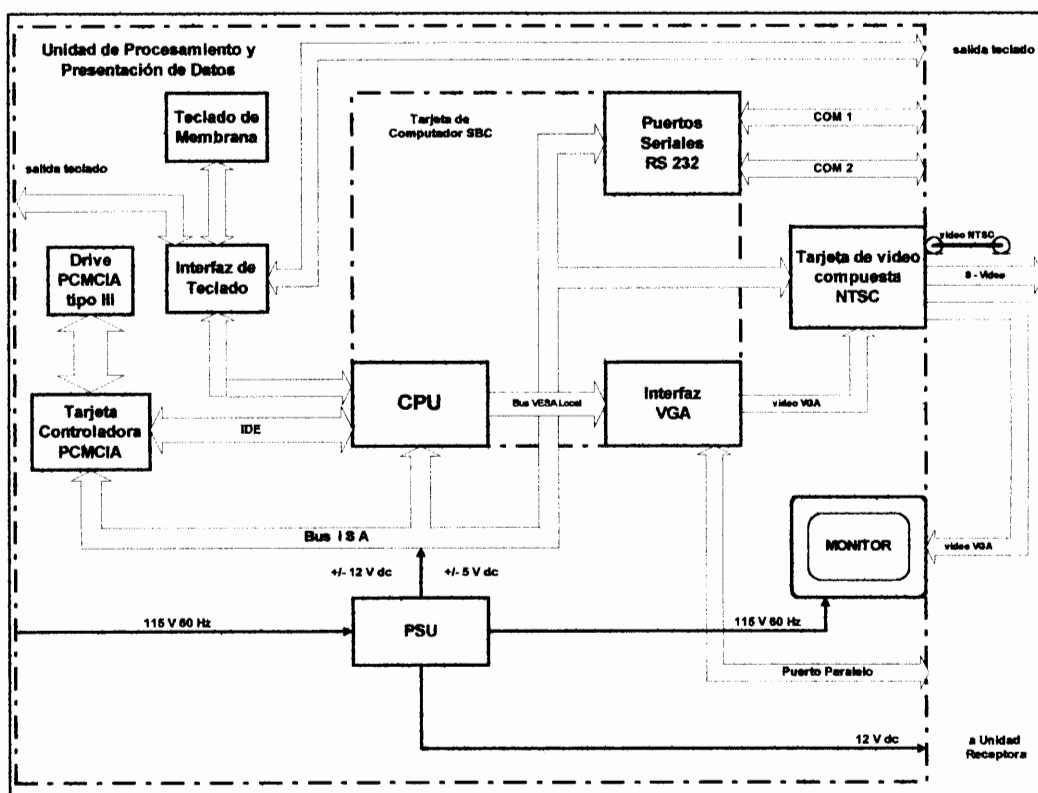 Unidad de Procesamiento y
Presentación de Datos
salida teclado
Teclado de
Membrana
Tarjeta de
Computador SBC
Puertos
Seriales
RS 232
COM 1
COM 2
salida teclado
Drive
PCMCIA
tipo III
Interfaz de
Teclado
Tarjeta de video
compuesta
NTSC
video NTSC
S - Video
Tarjeta
Controladora
PCMCIA
IDE
CPU
Bus VESA Local
Interfaz
VGA
video VGA
Bus I S A
MONITOR
video VGA
+/- 12 V dc
+/- 5 V dc
115 V 60 Hz
PSU
115 V 60 Hz
Puerto Paralelo
12 V dc
a Unidad
Receptora